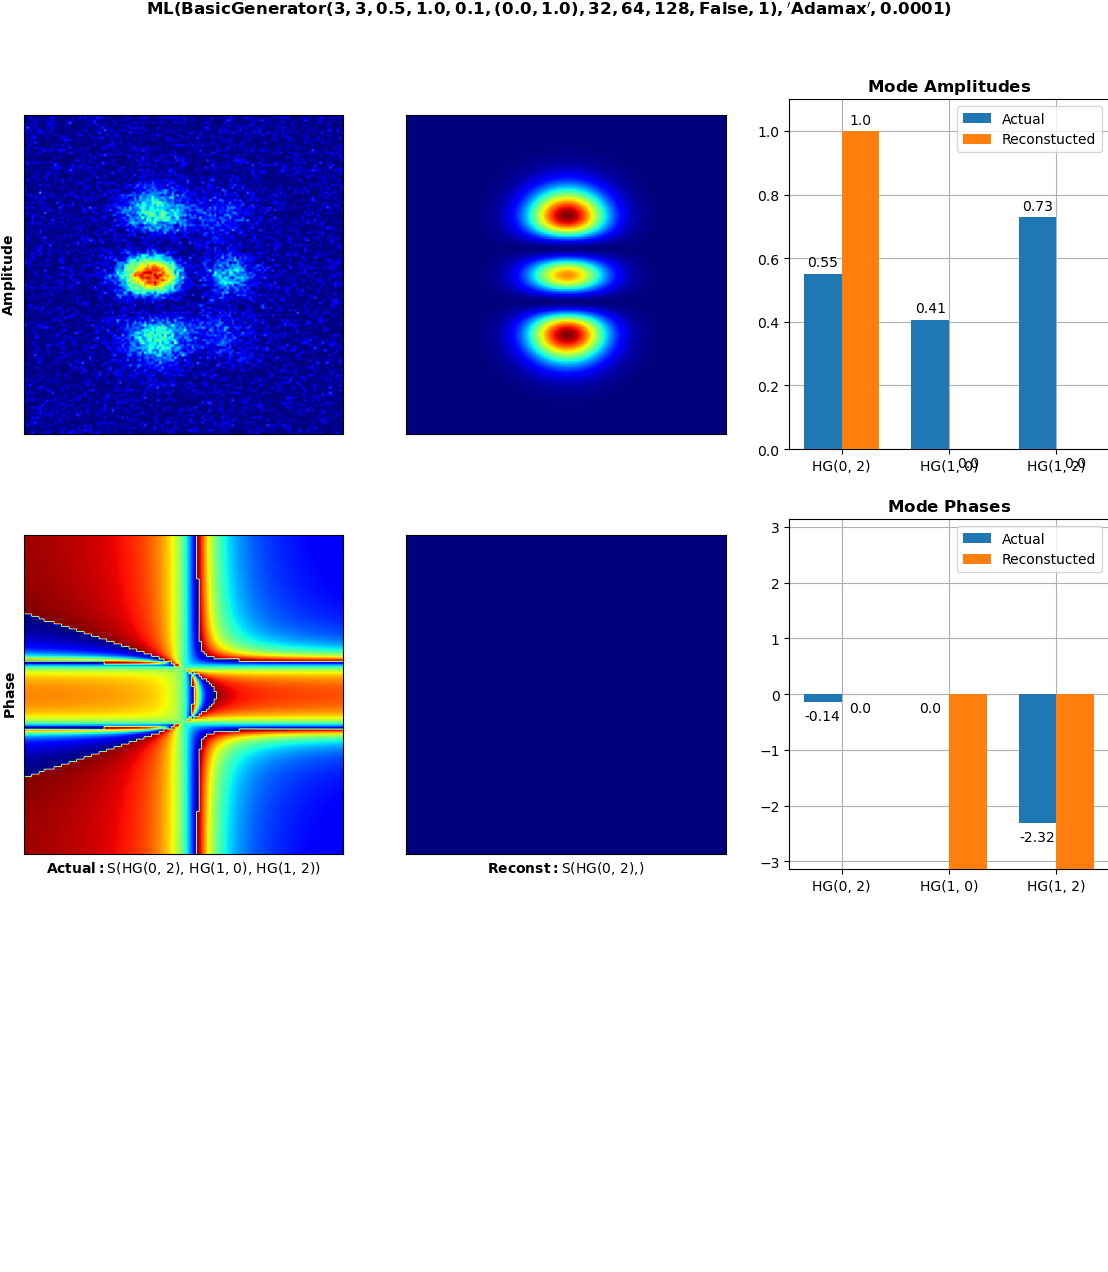 ML(BasicGenerator(3, 3, 0.5, 1.0, 0.1, (0.0, 1.0), 32, 64, 128, False, 1), 'Adamax', 0.0001)
Amplitude
Mode Amplitudes
Actual
Reconstucted
1.0
0.8
0.6
0.4
0.2
0.0
0.55
1.0
0.41
0.0
0.73
0.0
HG(0, 2)
HG(1, 0)
HG(1, 2)
Phase
Actual: S(HG(0, 2), HG(1, 0), HG(1, 2))
Reconst: S(HG(0, 2),)
Mode Phases
Actual
Reconstucted
3
2
1
0
−1
−2
−3
-0.14
0.0
0.0
-2.32
HG(0, 2)
HG(1, 0)
HG(1, 2)